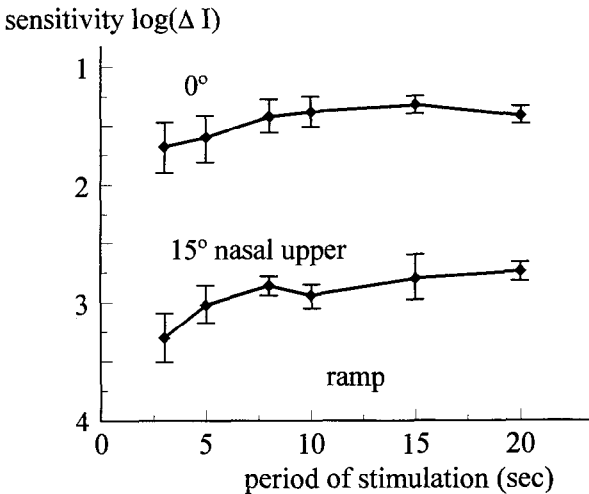 sensitivity log(Δ I)
1
0°
2
15° nasal upper
3
ramp
4
0 5 10 15 20
period of stimulation (sec)